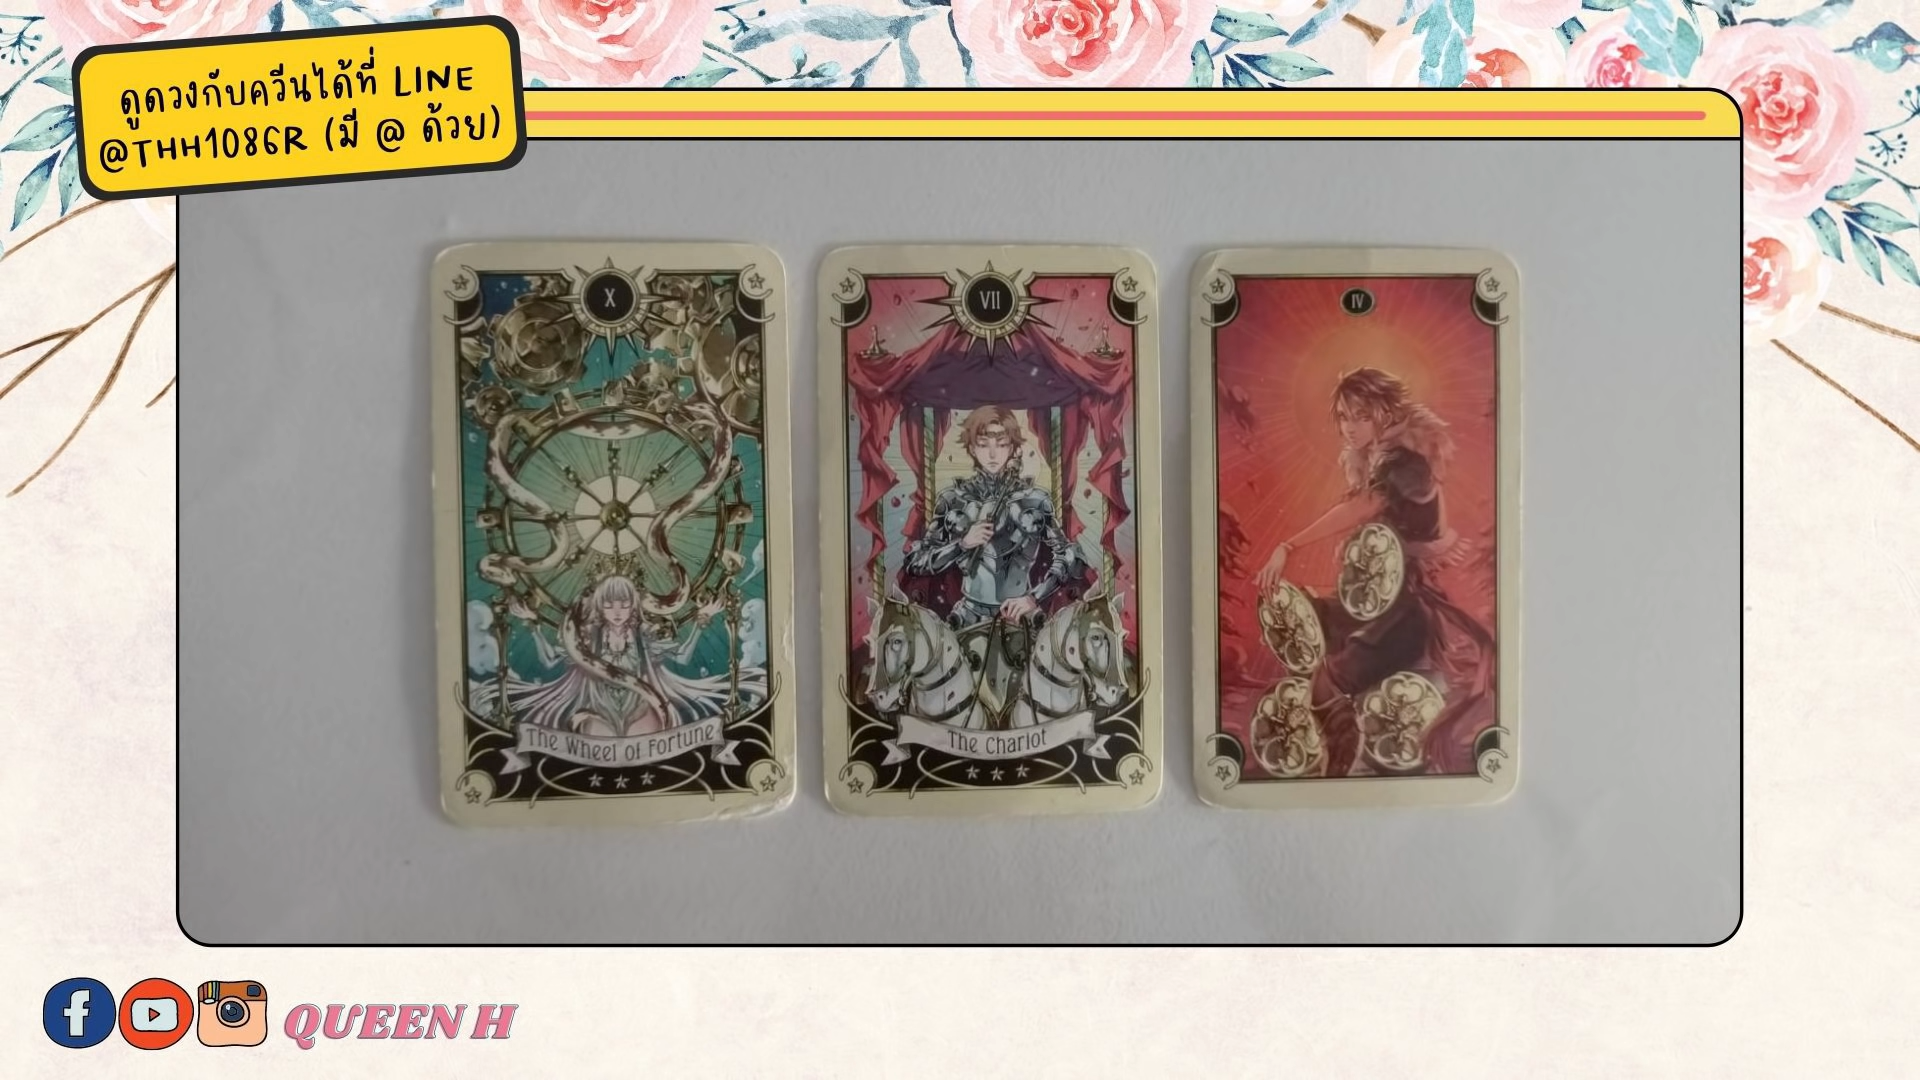 ดูดวงกับควีนได้ที่ LINE
@THH1086R (มี @ ด้วย)
X
VII
IV
The Wheel of Fortune
The Chariot
QUEEN H